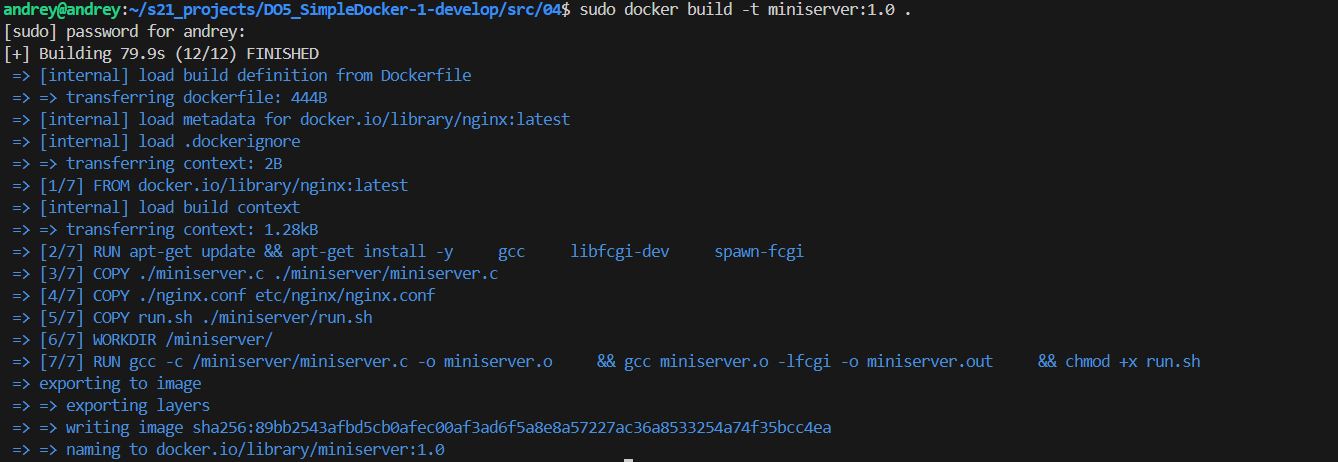 andrey@andrey:~/s21_projects/DO5_SimpleDocker-1-develop/src/04$ sudo docker build -t miniserver:1.0 .
[sudo] password for andrey:
[+] Building 79.9s (12/12) FINISHED
=> [internal] load build definition from Dockerfile
=> => transferring dockerfile: 444B
=> [internal] load metadata for docker.io/library/nginx:latest
=> [internal] load .dockerignore
=> => transferring context: 2B
=> [1/7] FROM docker.io/library/nginx:latest
=> [internal] load build context
=> => transferring context: 1.28kB
=> [2/7] RUN apt-get update && apt-get install -y     gcc     libfcgi-dev     spawn-fcgi
=> [3/7] COPY ./miniserver.c ./miniserver/miniserver.c
=> [4/7] COPY ./nginx.conf etc/nginx/nginx.conf
=> [5/7] COPY run.sh ./miniserver/run.sh
=> [6/7] WORKDIR /miniserver/
=> [7/7] RUN gcc -c /miniserver/miniserver.c -o miniserver.o     && gcc miniserver.o -lfcgi -o miniserver.out     && chmod +x run.sh
=> exporting to image
=> => exporting layers
=> => writing image sha256:89bb2543afbd5cb0afec00af3ad6f5a8e8a57227ac36a8533254a74f35bcc4ea
=> => naming to docker.io/library/miniserver:1.0